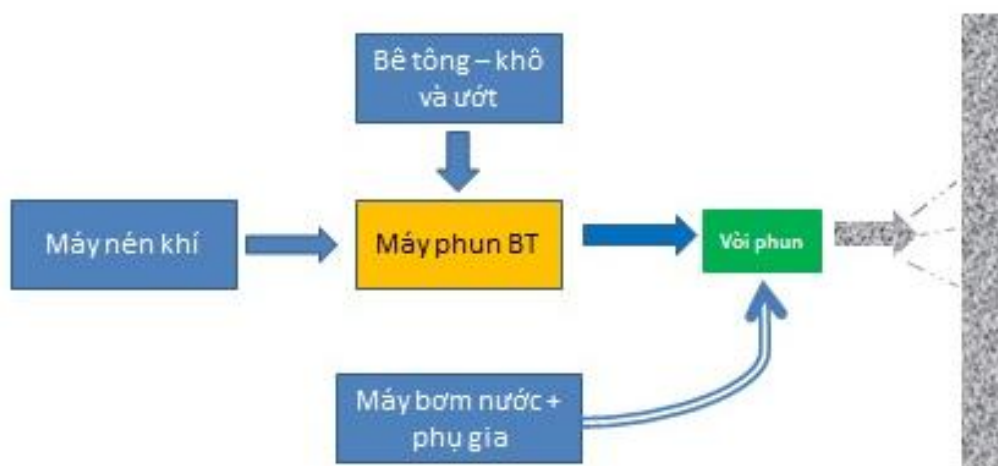 Bê tông – khô
và ướt
Máy nén khí
Máy phun BT
Vòi phun
Máy bơm nước +
phụ gia